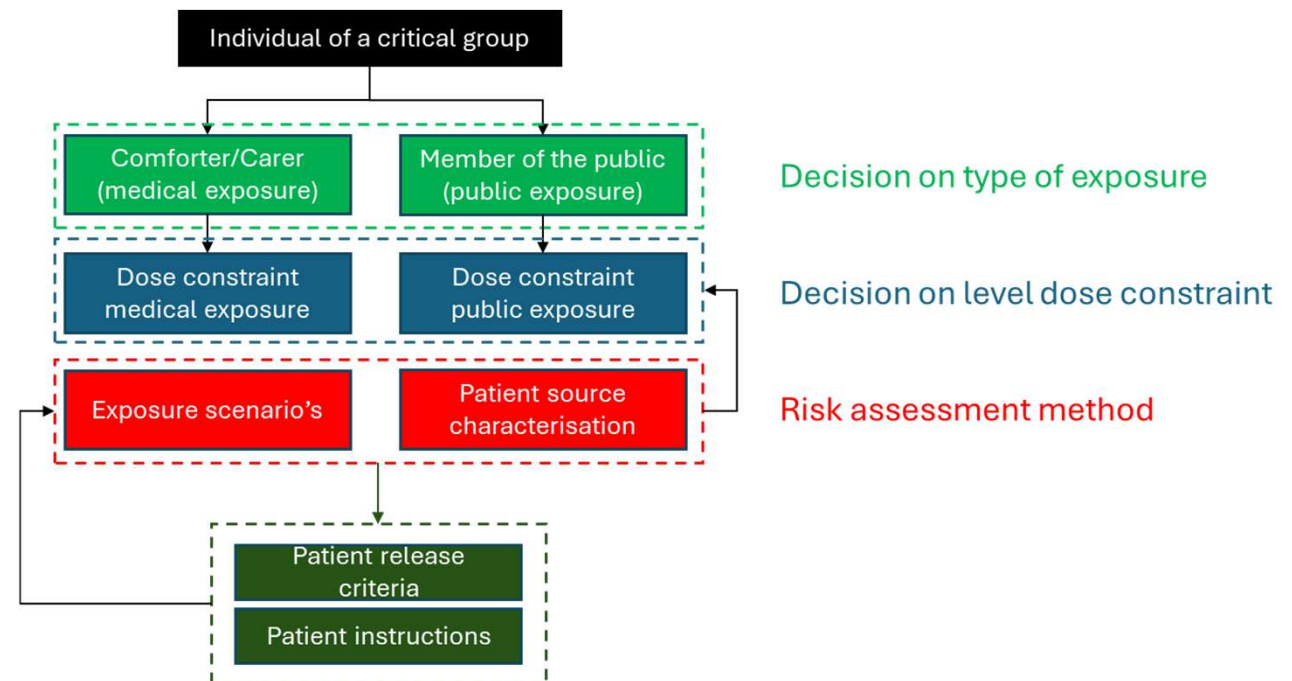 Individual of a critical group
Comforter/Carer
(medical exposure)
Member of the public
(public exposure)
Decision on type of exposure
Dose constraint
medical exposure
Dose constraint
public exposure
Decision on level dose constraint
Exposure scenario's
Patient source
characterisation
Risk assessment method
Patient release
criteria
Patient instructions